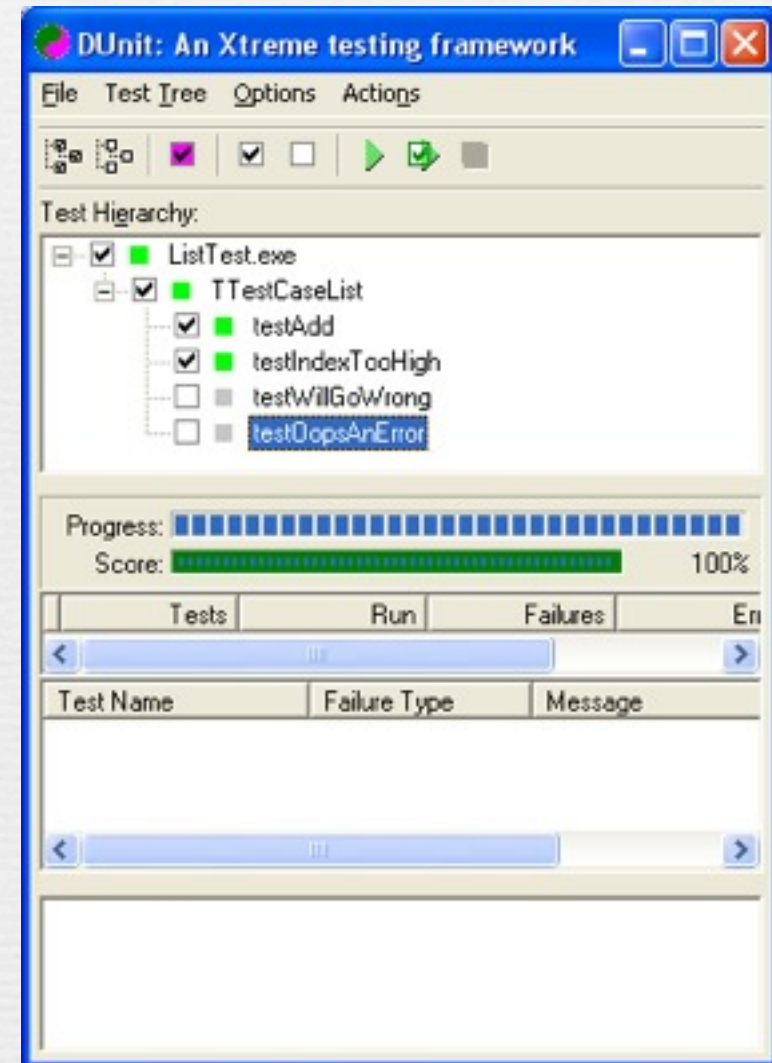 DUnit: An Xtreme testing framework
File Test Tree Options Actions
Test Hierarchy:
ListTest.exe
TTestCaseList
testAdd
testIndexTooHigh
testWillGoWrong
testOopsAnError
Progress:
Score: 100%
Tests Run Failures
Test Name Failure Type Message